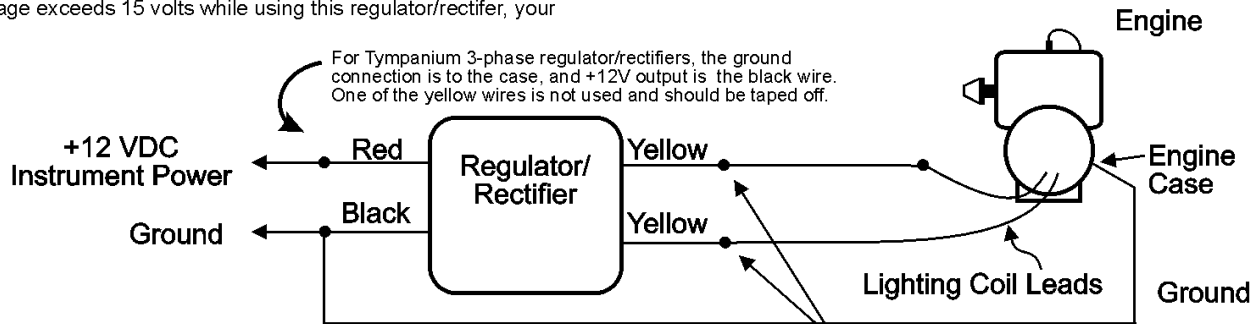 age exceeds 15 volts while using this regulator/rectifer, your
Engine
For Tympanium 3-phase regulator/rectifiers, the ground
connection is to the case, and +12V output is the black wire.
One of the yellow wires is not used and should be taped off.
+12 VDC
Instrument Power
Red
Regulator/
Rectifier
Yellow
Engine
Case
Ground
Black
Yellow
Lighting Coil Leads
Ground